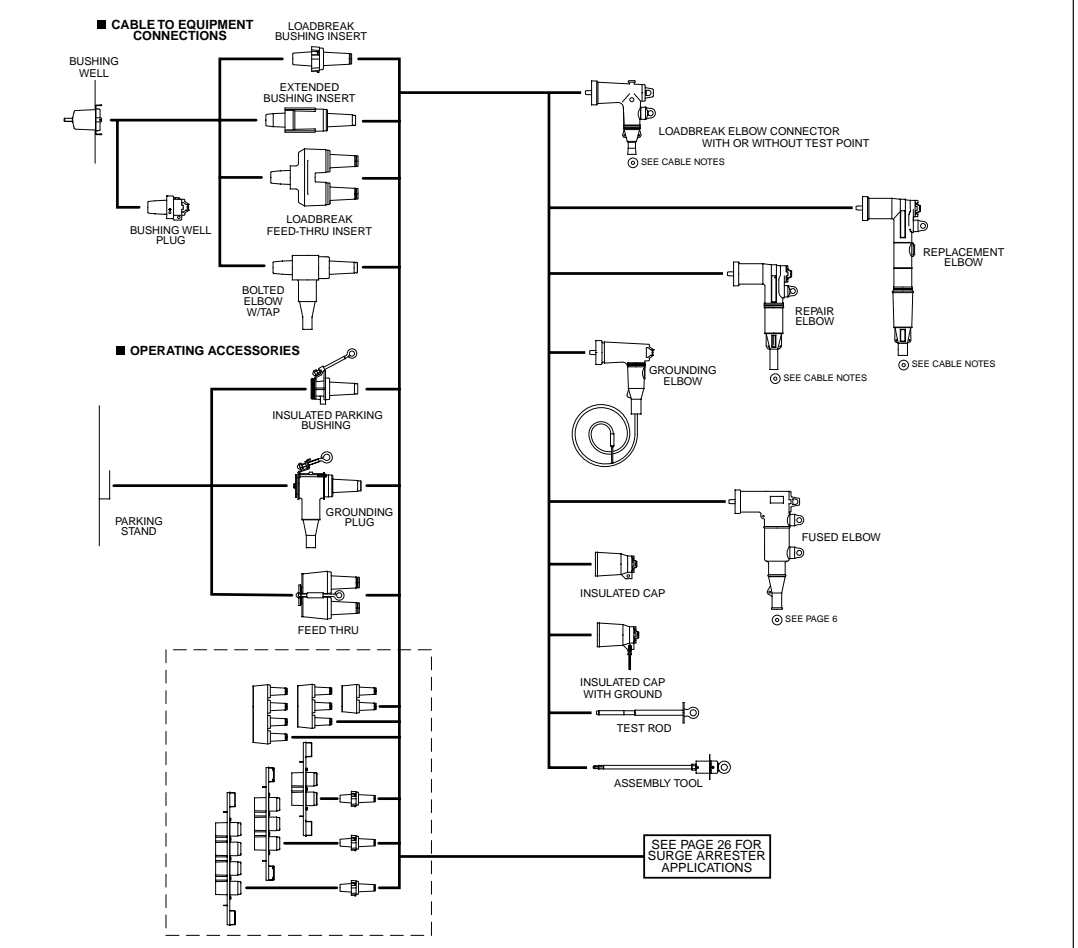 ■ CABLE TO EQUIPMENT
CONNECTIONS
BUSHING
WELL
LOADBREAK
BUSHING INSERT
EXTENDED
BUSHING INSERT
LOADBREAK
FEED-THRU INSERT
BUSHING WELL
PLUG
BOLTED
ELBOW
W/TAP
■ OPERATING ACCESSORIES
INSULATED PARKING
BUSHING
PARKING
STAND
GROUNDING
PLUG
FEED THRU
LOADBREAK ELBOW CONNECTOR
WITH OR WITHOUT TEST POINT
SEE CABLE NOTES
REPLACEMENT
ELBOW
SEE CABLE NOTES
REPAIR
ELBOW
SEE CABLE NOTES
GROUNDING
ELBOW
FUSED ELBOW
SEE PAGE 6
INSULATED CAP
INSULATED CAP
WITH GROUND
TEST ROD
ASSEMBLY TOOL
SEE PAGE 26 FOR
SURGE ARRESTER
APPLICATIONS